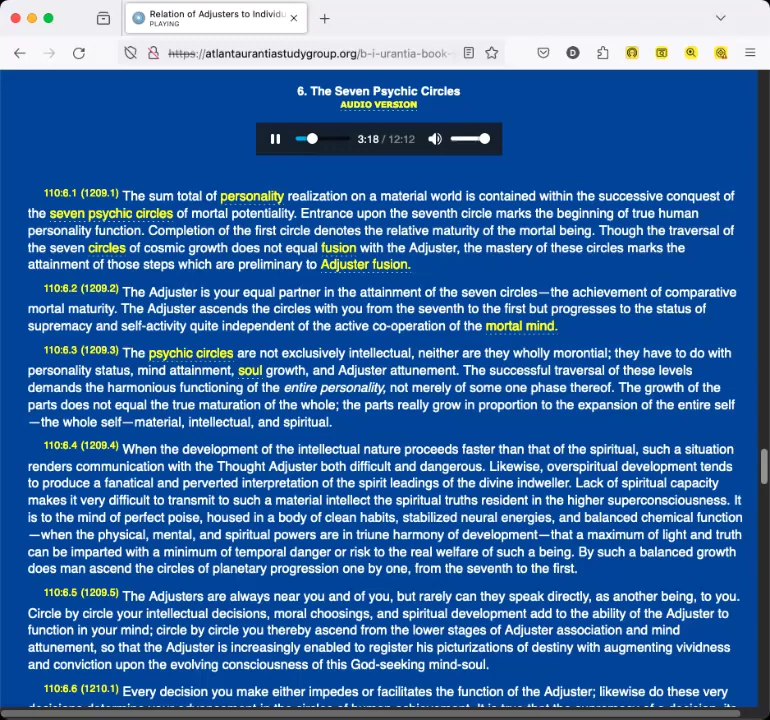 Relation of Adjusters to Individu
PLAYING
https://atlantaurantiastudygroup.org/b-i-urantia-book-
6. The Seven Psychic Circles
AUDIO VERSION
3:18 / 12:12
110:6.1 (1209.1) The sum total of personality realization on a material world is contained within the successive conquest of
the seven psychic circles of mortal potentiality. Entrance upon the seventh circle marks the beginning of true human
personality function. Completion of the first circle denotes the relative maturity of the mortal being. Though the traversal of
the seven circles of cosmic growth does not equal fusion with the Adjuster, the mastery of these circles marks the
attainment of those steps which are preliminary to Adjuster fusion.
110:6.2 (1209.2) The Adjuster is your equal partner in the attainment of the seven circles—the achievement of comparative
mortal maturity. The Adjuster ascends the circles with you from the seventh to the first but progresses to the status of
supremacy and self-activity quite independent of the active co-operation of the mortal mind.
110:6.3 (1209.3) The psychic circles are not exclusively intellectual, neither are they wholly morontial; they have to do with
personality status, mind attainment, soul growth, and Adjuster attunement. The successful traversal of these levels
demands the harmonious functioning of the entire personality, not merely of some one phase thereof. The growth of the
parts does not equal the true maturation of the whole; the parts really grow in proportion to the expansion of the entire self
—the whole self—material, intellectual, and spiritual.
110:6.4 (1209.4) When the development of the intellectual nature proceeds faster than that of the spiritual, such a situation
renders communication with the Thought Adjuster both difficult and dangerous. Likewise, overspiritual development tends
to produce a fanatical and perverted interpretation of the spirit leadings of the divine indweller. Lack of spiritual capacity
makes it very difficult to transmit to such a material intellect the spiritual truths resident in the higher superconsciousness. It
is to the mind of perfect poise, housed in a body of clean habits, stabilized neural energies, and balanced chemical function
—when the physical, mental, and spiritual powers are in triune harmony of development—that a maximum of light and truth
can be imparted with a minimum of temporal danger or risk to the real welfare of such a being. By such a balanced growth
does man ascend the circles of planetary progression one by one, from the seventh to the first.
110:6.5 (1209.5) The Adjusters are always near you and of you, but rarely can they speak directly, as another being, to you.
Circle by circle your intellectual decisions, moral choosings, and spiritual development add to the ability of the Adjuster to
function in your mind; circle by circle you thereby ascend from the lower stages of Adjuster association and mind
attunement, so that the Adjuster is increasingly enabled to register his picturizations of destiny with augmenting vividness
and conviction upon the evolving consciousness of this God-seeking mind-soul.
110:6.6 (1210.1) Every decision you make either impedes or facilitates the function of the Adjuster; likewise do these very